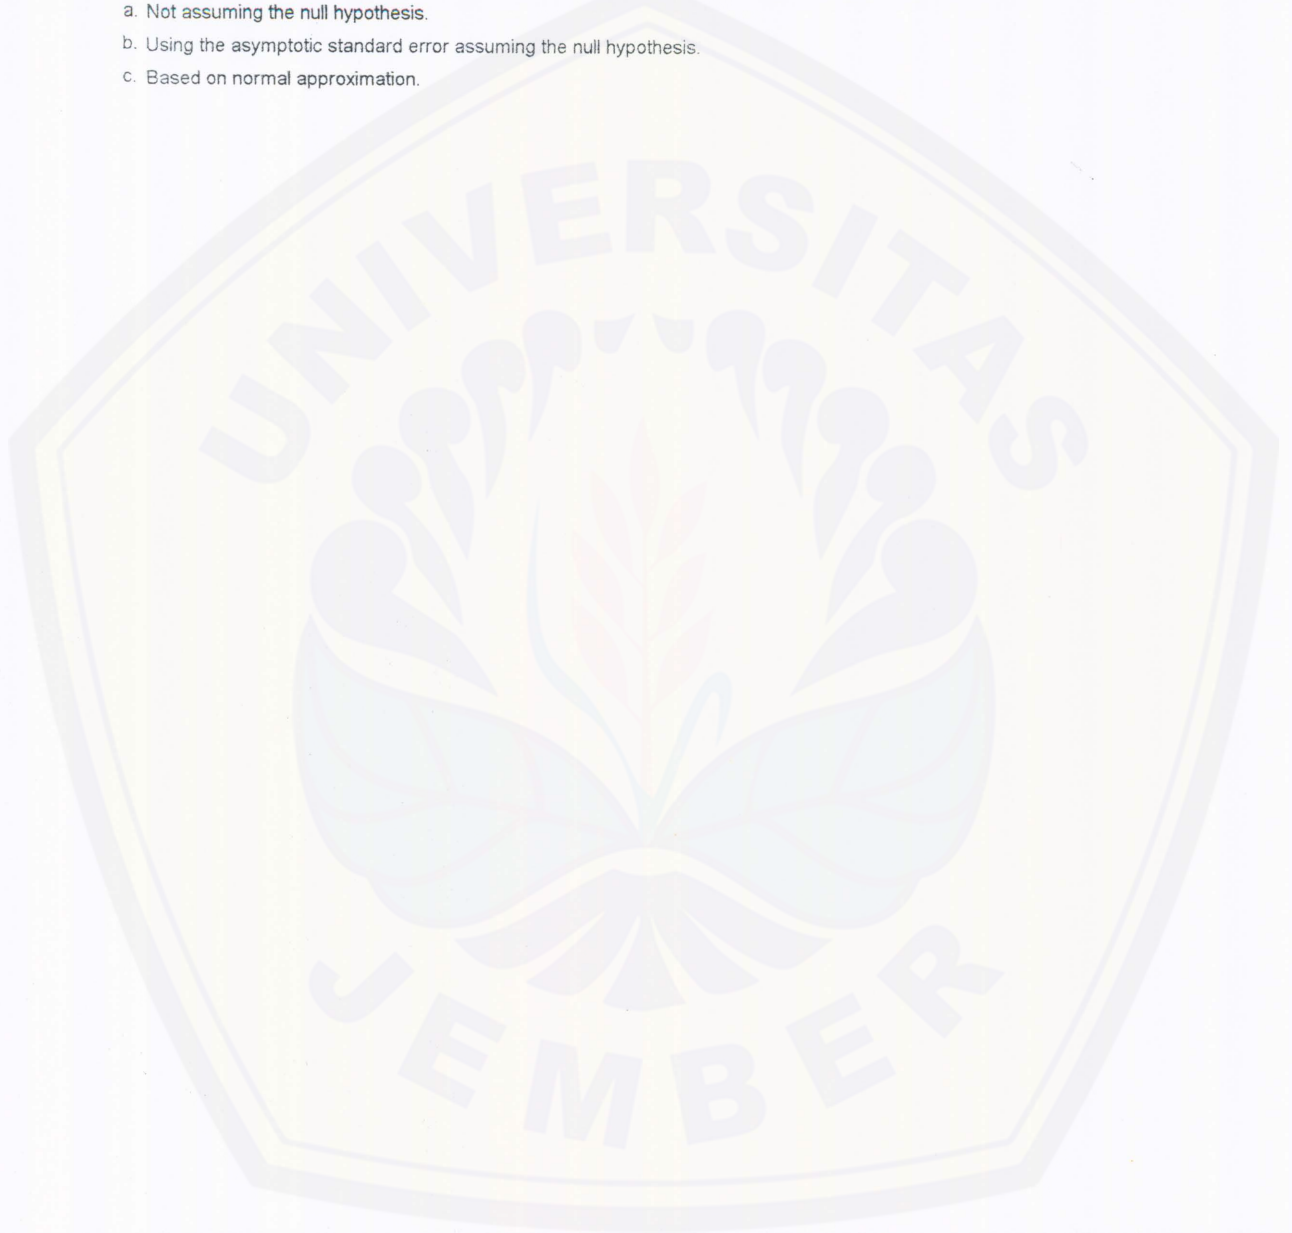 a. Not assuming the null hypothesis.
b. Using the asymptotic standard error assuming the null hypothesis.
c. Based on normal approximation.
UNIVERSITAS
JEMBER